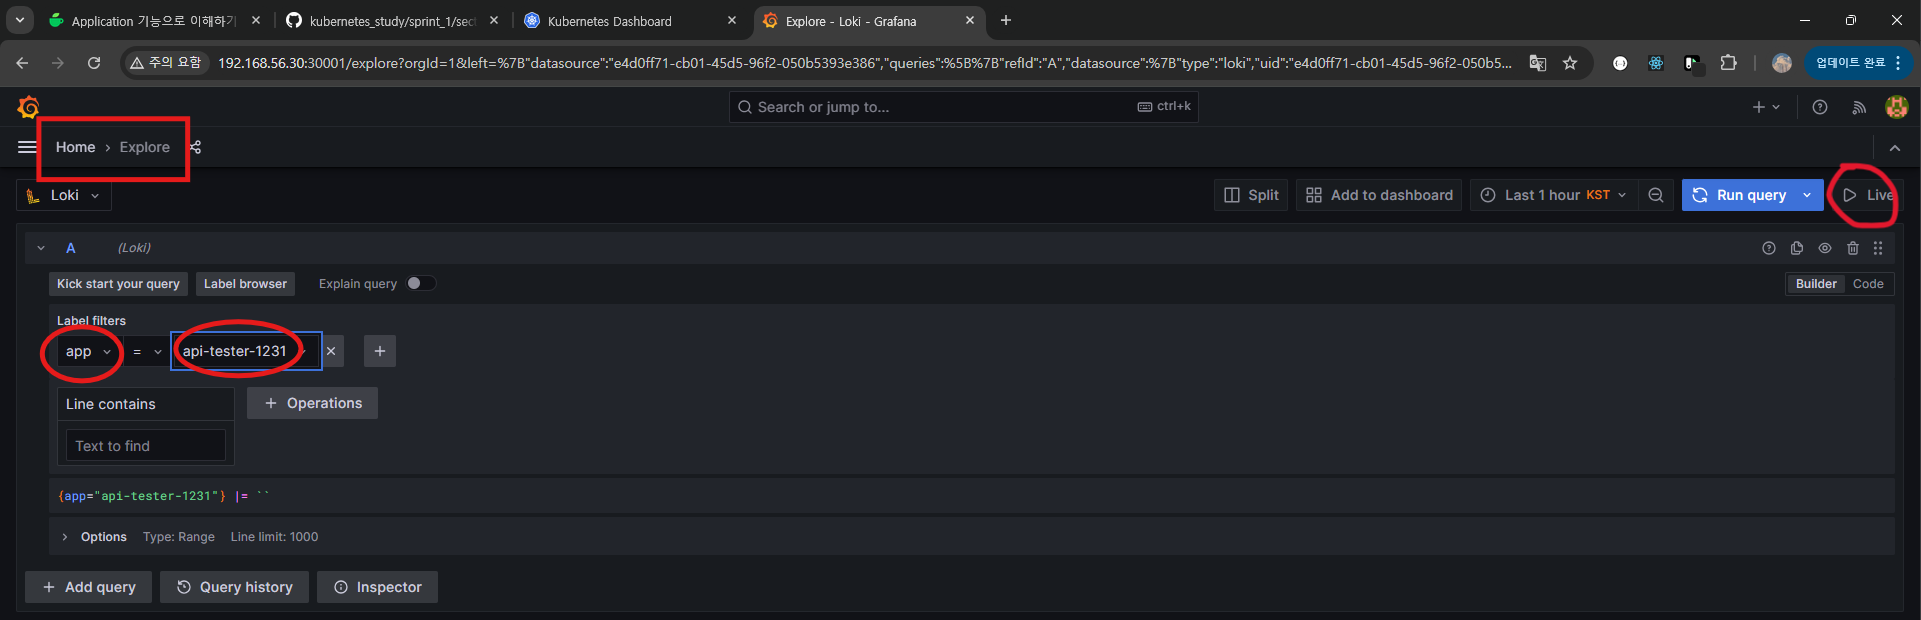 Application 기능으로 이해하기
kubernetes_study/sprint_1/sect
Kubernetes Dashboard
Explore - Loki - Grafana
주의 요함
192.168.56.30:30001/explore?orgId=1&left=%7B"datasource":"e4d0ff71-cb01-45d5-96f2-050b5393e386","queries":%5B%7B"refId":"A","datasource":%7B"type":"loki","uid":"e4d0ff71-cb01-45d5-96f2-050b5...
업데이트 완료
Search or jump to...
ctrl+k
Home › Explore
Loki
Split
Add to dashboard
Last 1 hour KST
Run query
Live
A (Loki)
Kick start your query
Label browser
Explain query
Builder
Code
Label filters
app
=
api-tester-1231
Line contains
Operations
Text to find
{app="api-tester-1231"} |= ``
Options Type: Range Line limit: 1000
Add query
Query history
Inspector